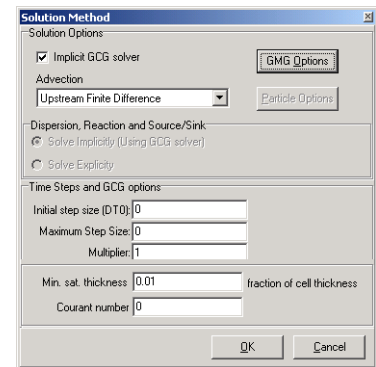 Solution Method
Solution Options
Implicit GCG solver
GMG Options
Advection
Upstream Finite Difference
Particle Options
Dispersion, Reaction and Source/Sink
Solve Implicitly (Using GCG solver)
Solve Explicity
Time Steps and GCG options
Initial step size (DT0): 0
Maximum Step Size: 0
Multiplier: 1
Min. sat. thickness 0.01 fraction of cell thickness
Courant number 0
OK Cancel